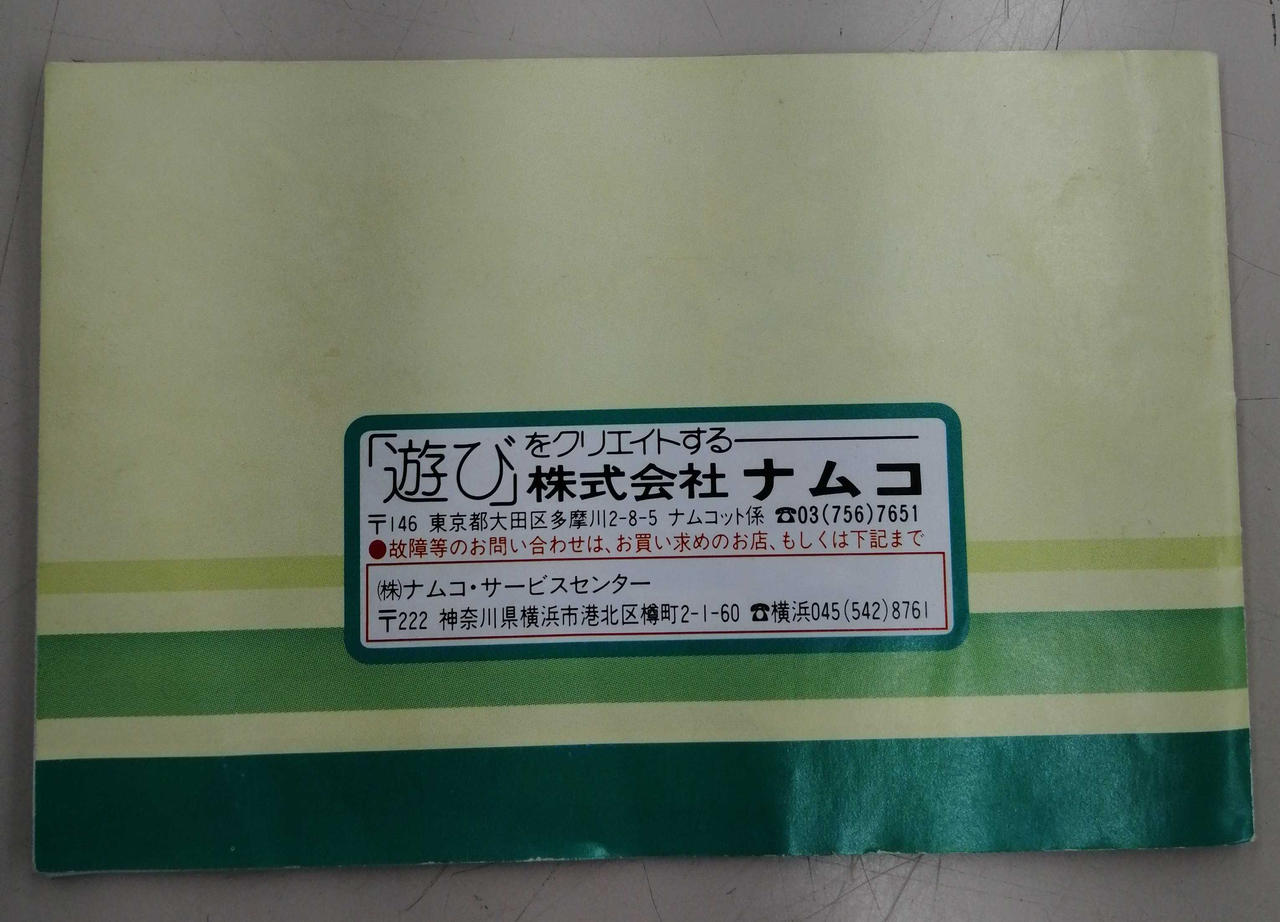 「遊び」をクリエイトする——
株式会社 ナムコ
〒146 東京都大田区多摩川2-8-5 ナムコット係 ☎03(756)7651
●故障等のお問い合わせは、お買い求めのお店、もしくは下記まで
㈱ナムコ・サービスセンター
〒222 神奈川県横浜市港北区樽町2-1-60 ☎横浜045(542)8761